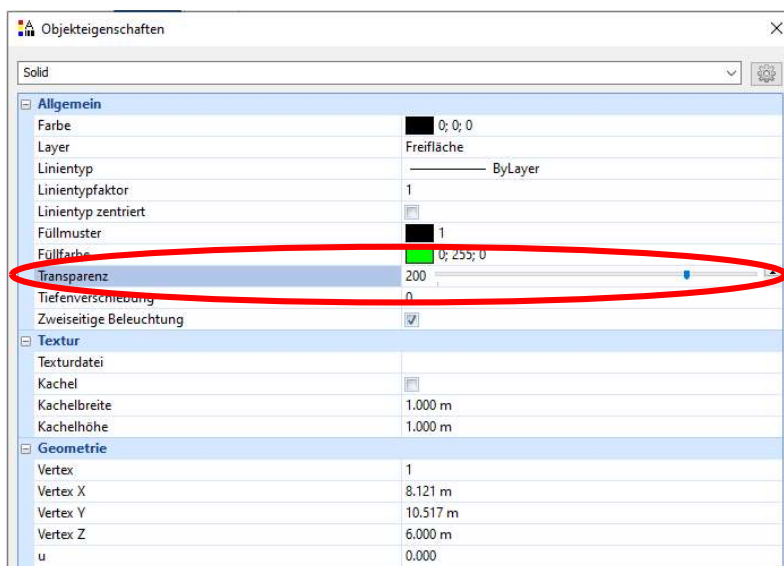 Objekteigenschaften
Solid
Allgemein
Farbe 0; 0; 0
Layer Freifläche
Linientyp ByLayer
Linientypfaktor 1
Linientyp zentriert
Füllmuster 1
Füllfarbe 0; 255; 0
Transparenz 200
Tiefenverschiebung 0
Zweiseitige Beleuchtung
Textur
Texturdatei
Kachel
Kachelbreite 1.000 m
Kachelhöhe 1.000 m
Geometrie
Vertex 1
Vertex X 8.121 m
Vertex Y 10.517 m
Vertex Z 6.000 m
u 0.000